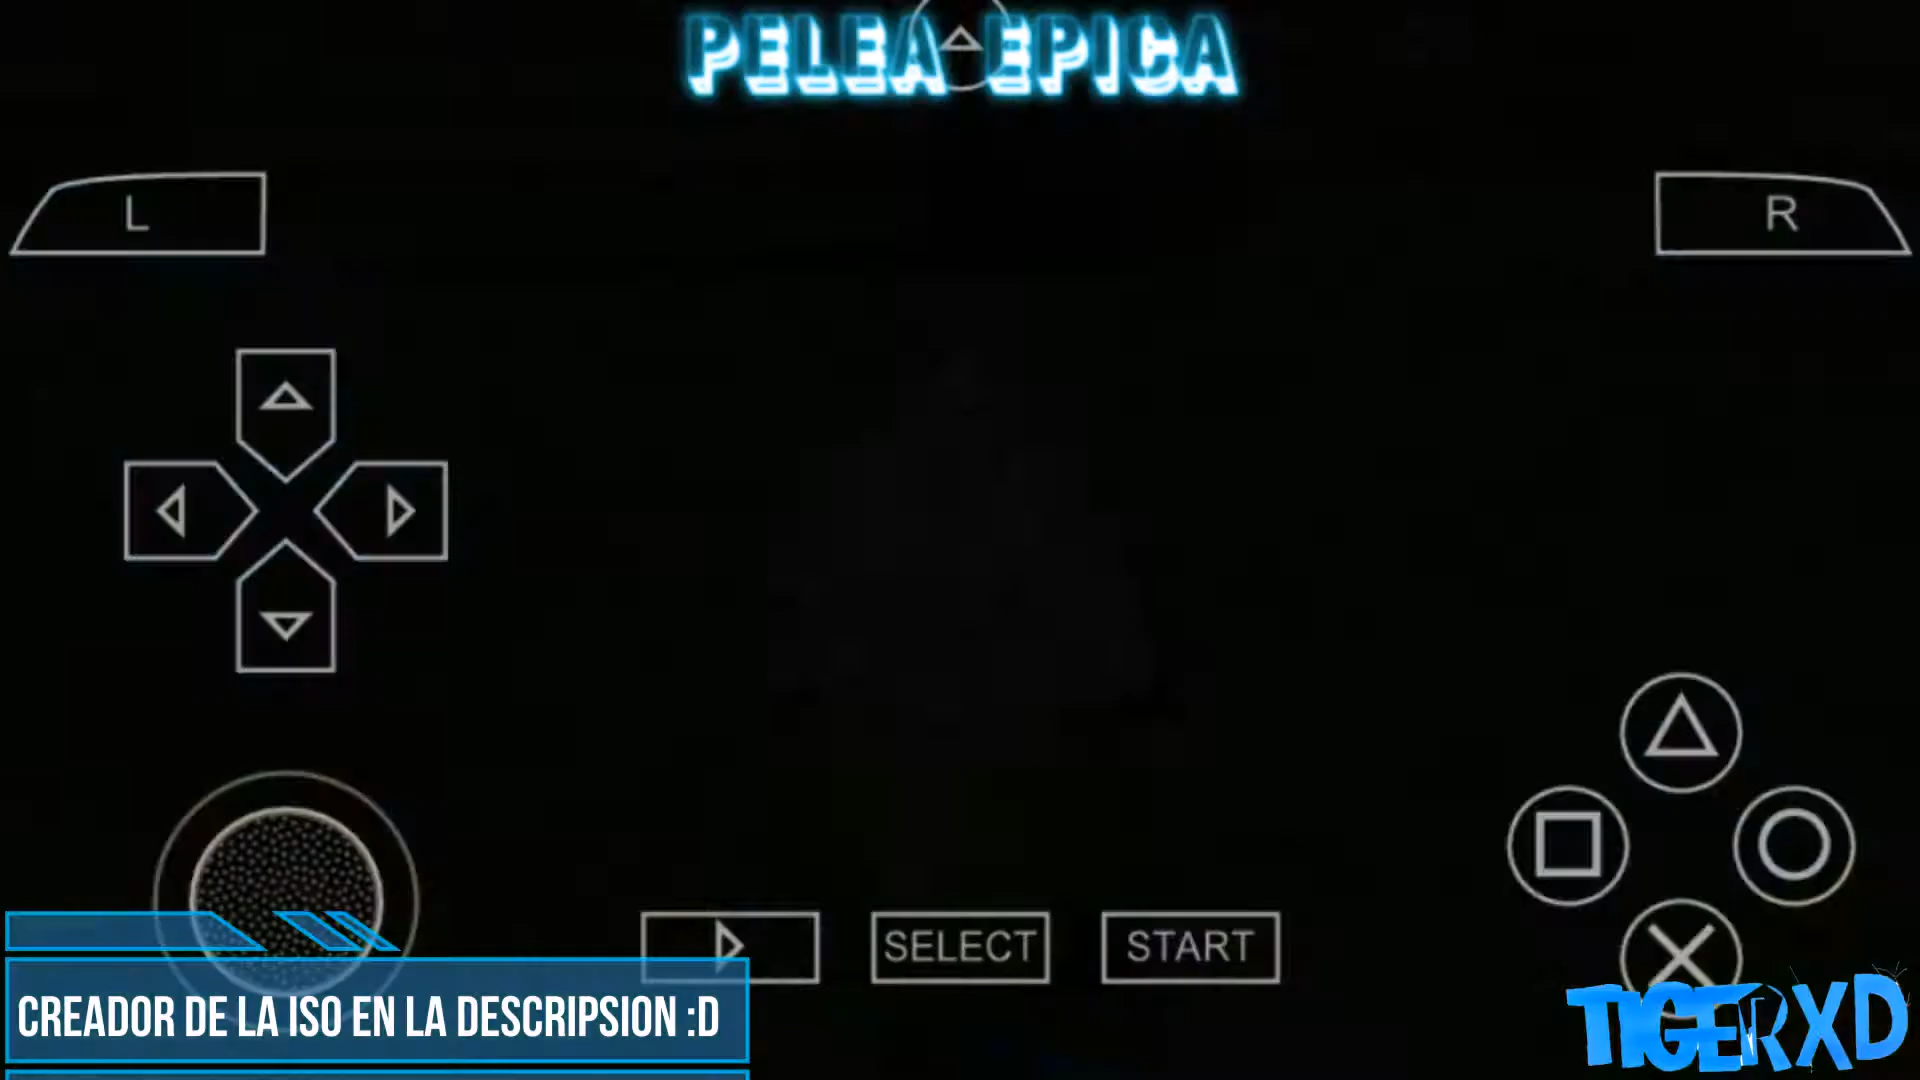 PELEA EPICA
L
R
SELECT
START
CREADOR DE LA ISO EN LA DESCRIPSION :D
TIGERXD